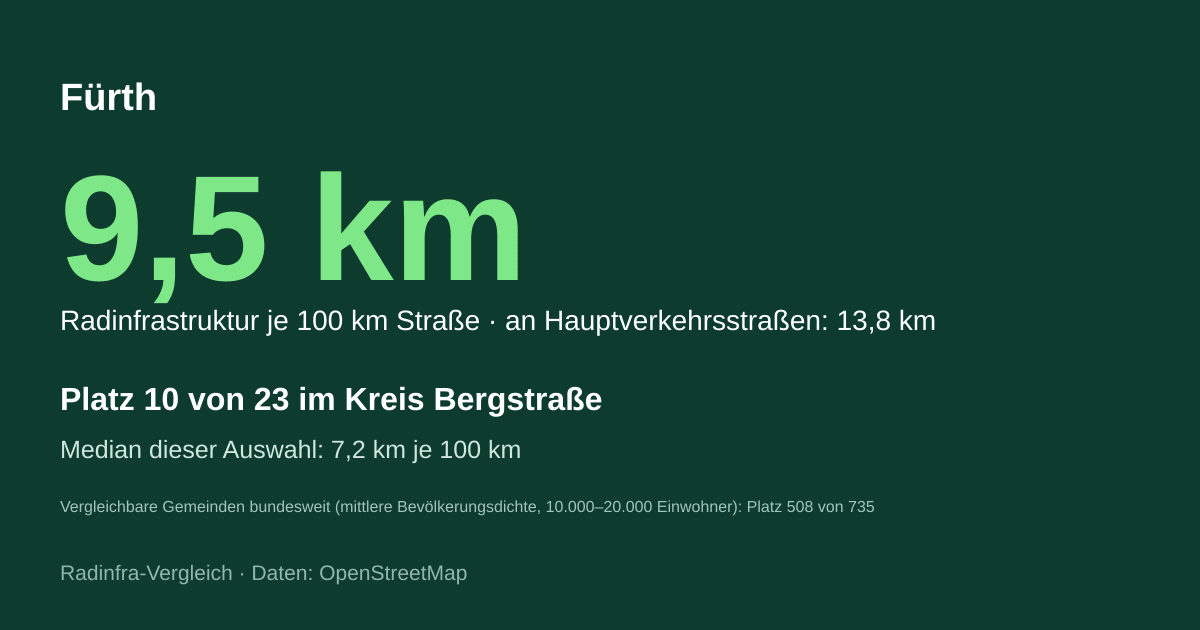 Fürth
9,5 km
Radinfrastruktur je 100 km Straße · an Hauptverkehrsstraßen: 13,8 km
Platz 10 von 23 im Kreis Bergstraße
Median dieser Auswahl: 7,2 km je 100 km
Vergleichbare Gemeinden bundesweit (mittlere Bevölkerungsdichte, 10.000–20.000 Einwohner): Platz 508 von 735
Radinfra-Vergleich · Daten: OpenStreetMap